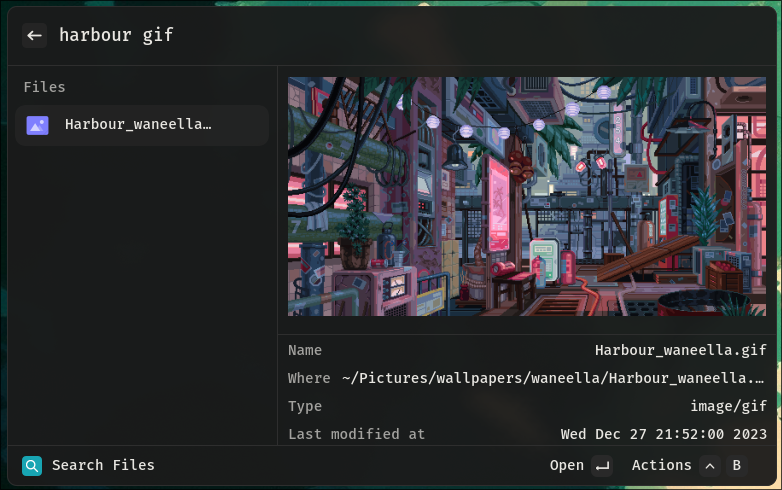 harbour gif
Files
Harbour_waneella…
Name Harbour_waneella.gif
Where ~/Pictures/wallpapers/waneella/Harbour_waneella.…
Type image/gif
Last modified at Wed Dec 27 21:52:00 2023
Search Files Open Actions B